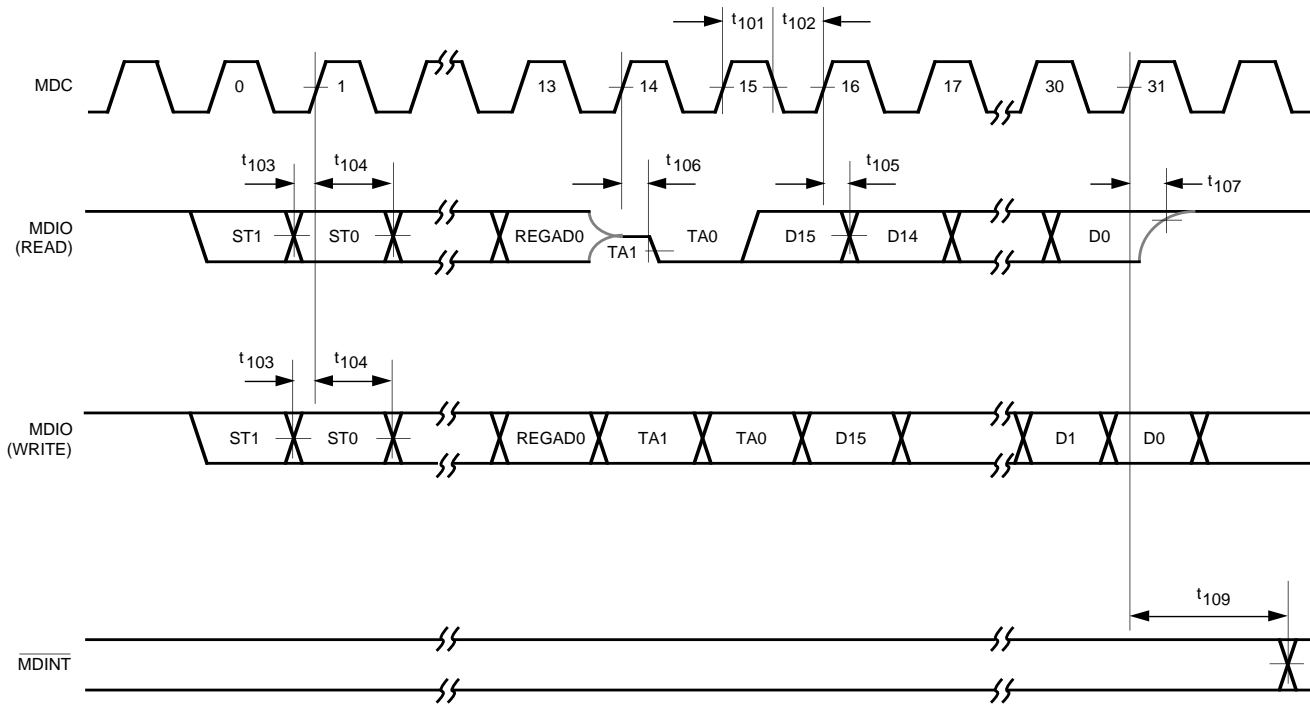 t101 t102
MDC 0 1 13 14 15 16 17 30 31
t103 t104 t106 t105 t107
MDIO
(READ)
ST1 ST0 REGAD0 TA1 TA0 D15 D14 D0
t103 t104
MDIO
(WRITE)
ST1 ST0 REGAD0 TA1 TA0 D15 D1 D0
t109
MDINT